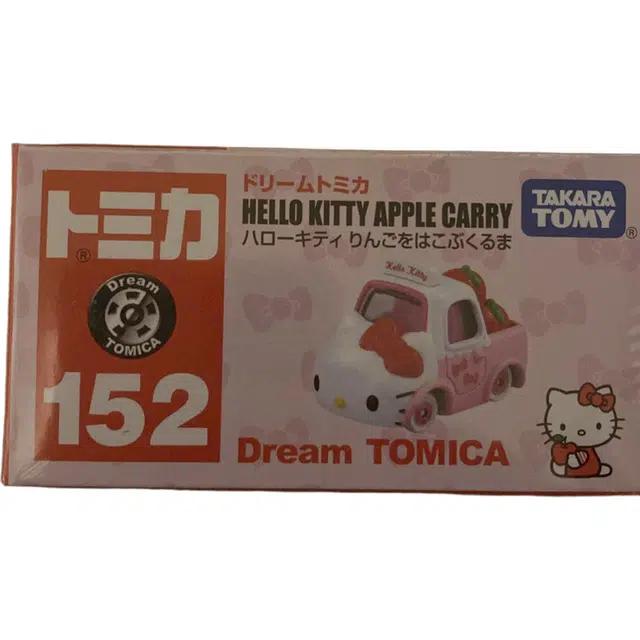 トミカ
®
Dream
TOMICA
152
ドリームトミカ
HELLO KITTY APPLE CARRY
ハローキティ りんごをはこぶくるま
TAKARA
TOMY
®
Hello Kitty
Dream TOMICA